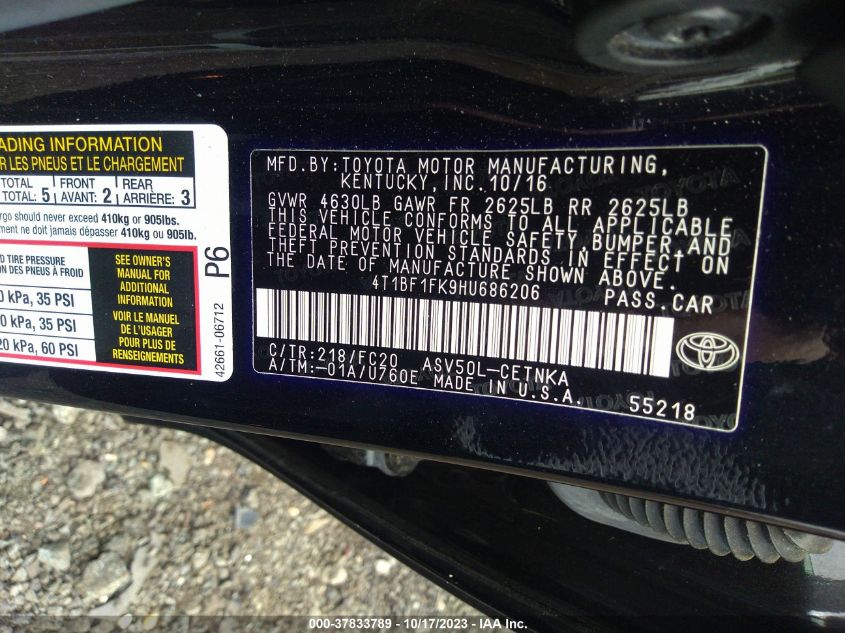 ADING INFORMATION
R LES PNEUS ET LE CHARGEMENT
TOTAL
TOTAL: 5
FRONT
AVANT: 2
REAR
ARRIÈRE: 3
rgo should never exceed 410kg or 905lbs.
ment ne doit jamais dépasser 410kg ou 905lb.
D TIRE PRESSURE
ON DES PNEUS À FROID
0 kPa, 35 PSI
0 kPa, 35 PSI
20 kPa, 60 PSI
SEE OWNER'S
MANUAL FOR
ADDITIONAL
INFORMATION
VOIR LE MANUEL
DE L'USAGER
POUR PLUS DE
RENSEIGNEMENTS
42661-06712
P6
MFD.BY:TOYOTA MOTOR MANUFACTURING,
KENTUCKY,INC.10/16
GVWR 4630LB GAWR FR 2625LB RR 2625LB
THIS VEHICLE CONFORMS TO ALL APPLICABLE
FEDERAL MOTOR VEHICLE SAFETY,BUMPER,AND
THEFT PREVENTION STANDARDS IN EFFECT ON
THE DATE OF MANUFACTURE SHOWN ABOVE.
4T1BF1FK9HU686206 PASS.CAR
C/TR:218/FC20 ASV50L-CETNKA
A/TM:-01A/U760E MADE IN U.S.A.
55218
000-37833789 - 10/17/2023 - IAA Inc.